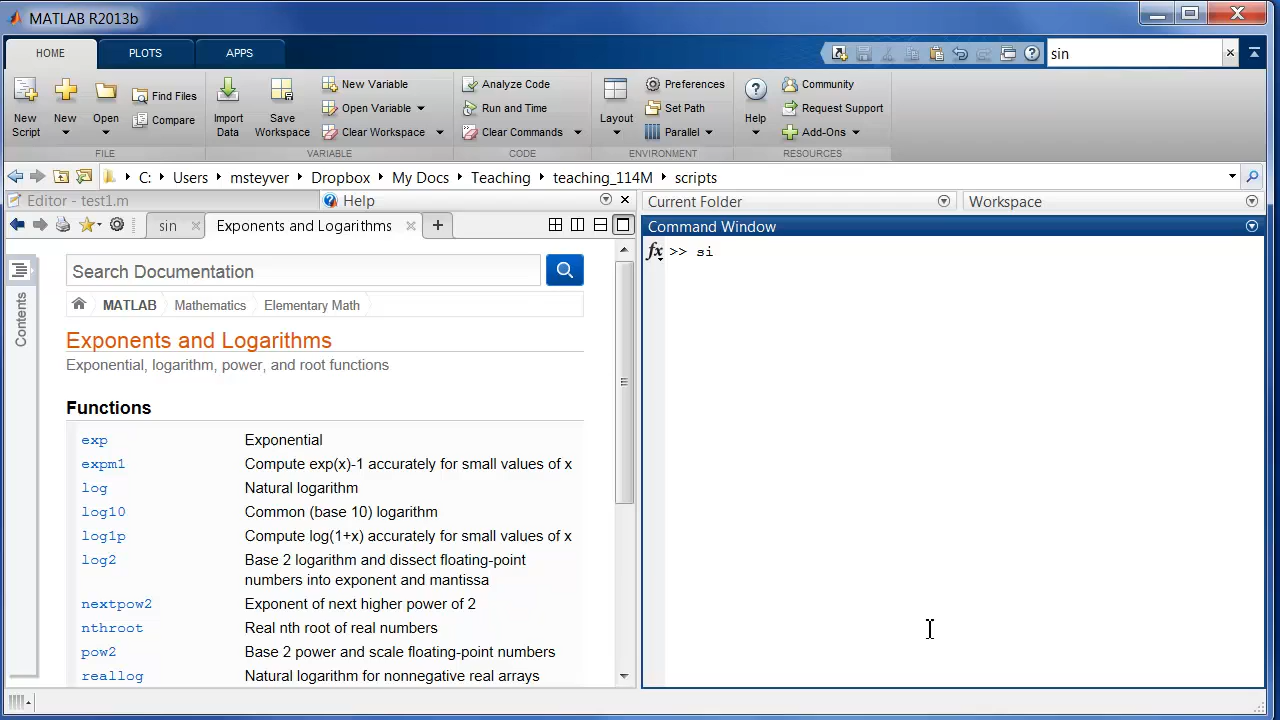 MATLAB R2013b
HOME PLOTS APPS sin
New Script
New
Open
Find Files
Compare
Import Data
Save Workspace
New Variable
Open Variable
Clear Workspace
Analyze Code
Run and Time
Clear Commands
Layout
Preferences
Set Path
Parallel
Help
Community
Request Support
Add-Ons
FILE VARIABLE CODE ENVIRONMENT RESOURCES
C: Users msteyver Dropbox My Docs Teaching teaching_114M scripts
Editor - test1.m Help
sin Exponents and Logarithms
Contents
Search Documentation
MATLAB Mathematics Elementary Math
Exponents and Logarithms
Exponential, logarithm, power, and root functions
Functions
exp Exponential
expm1 Compute exp(x)-1 accurately for small values of x
log Natural logarithm
log10 Common (base 10) logarithm
log1p Compute log(1+x) accurately for small values of x
log2 Base 2 logarithm and dissect floating-point
numbers into exponent and mantissa
nextpow2 Exponent of next higher power of 2
nthroot Real nth root of real numbers
pow2 Base 2 power and scale floating-point numbers
reallog Natural logarithm for nonnegative real arrays
Current Folder Workspace
Command Window
fx >> si